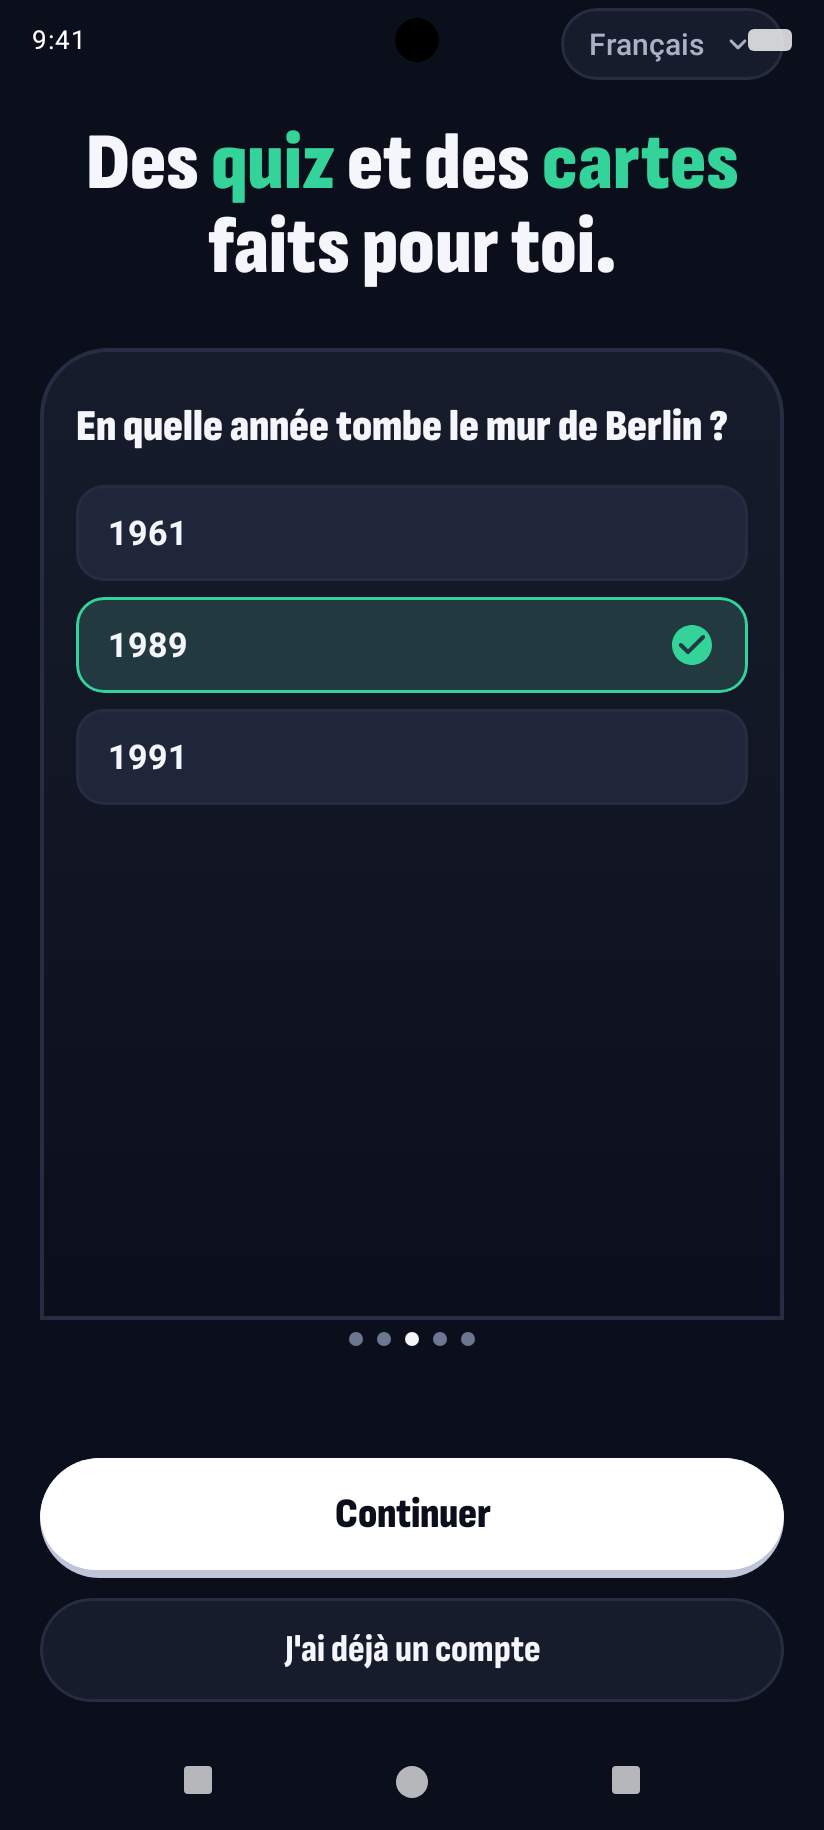 9:41
Français
Des quiz et des cartes
faits pour toi.
En quelle année tombe le mur de Berlin ?
1961
1989
1991
Continuer
J'ai déjà un compte